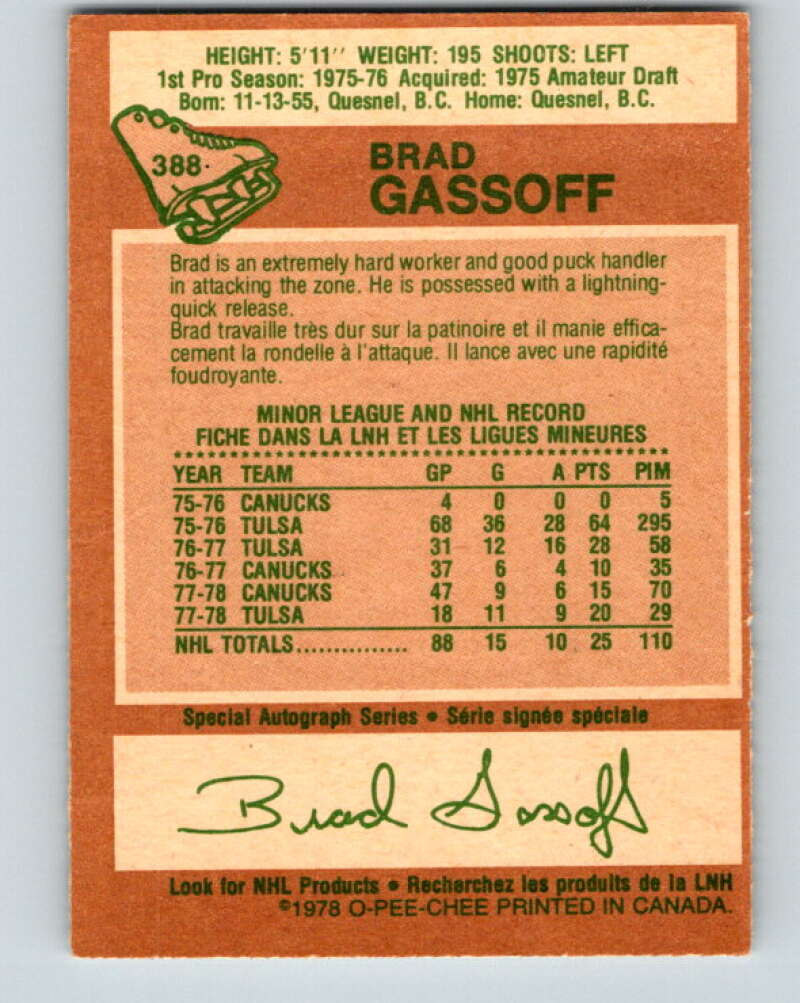 HEIGHT: 5'11'' WEIGHT: 195 SHOOTS: LEFT
1st Pro Season: 1975-76 Acquired: 1975 Amateur Draft
Born: 11-13-55, Quesnel, B.C. Home: Quesnel, B.C.
388
BRAD
GASSOFF
Brad is an extremely hard worker and good puck handler
in attacking the zone. He is possessed with a lightning-
quick release.
Brad travaille très dur sur la patinoire et il manie effica-
cement la rondelle à l'attaque. Il lance avec une rapidité
foudroyante.
MINOR LEAGUE AND NHL RECORD
FICHE DANS LA LNH ET LES LIGUES MINEURES
YEAR TEAM GP G A PTS PIM
75-76 CANUCKS 4 0 0 0 5
75-76 TULSA 68 36 28 64 295
76-77 TULSA 31 12 16 28 58
76-77 CANUCKS 37 6 4 10 35
77-78 CANUCKS 47 9 6 15 70
77-78 TULSA 18 11 9 20 29
NHL TOTALS............... 88 15 10 25 110
Special Autograph Series • Série signée spéciale
Brad Gassoff
Look for NHL Products • Recherchez les produits de la LNH
©1978 O-PEE-CHEE PRINTED IN CANADA.